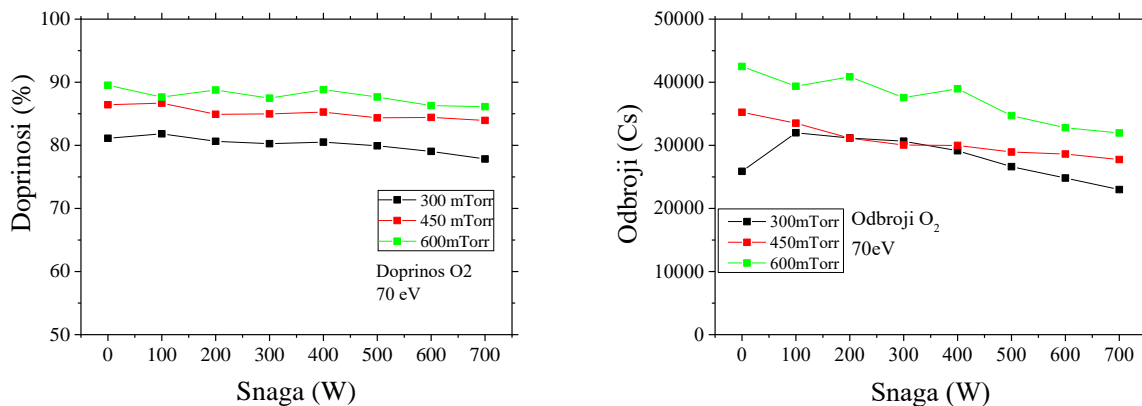 100
90
80
70
60
50
Doprinosi (%)
300 mTorr
450 mTorr
600mTorr
Doprinos O2
70 eV
0 100 200 300 400 500 600 700
Snaga (W)
50000
40000
30000
20000
10000
0
Odbroji (Cs)
300mTorr
450mTorr
600mTorr
Odbroji O₂
70eV
0 100 200 300 400 500 600 700
Snaga (W)